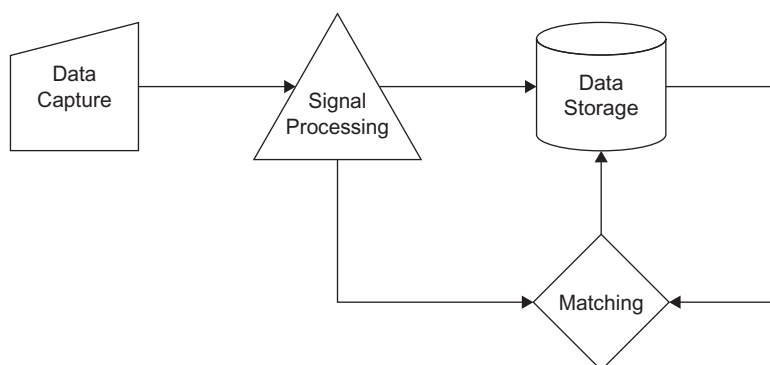 Data
Capture
Signal
Processing
Data
Storage
Matching